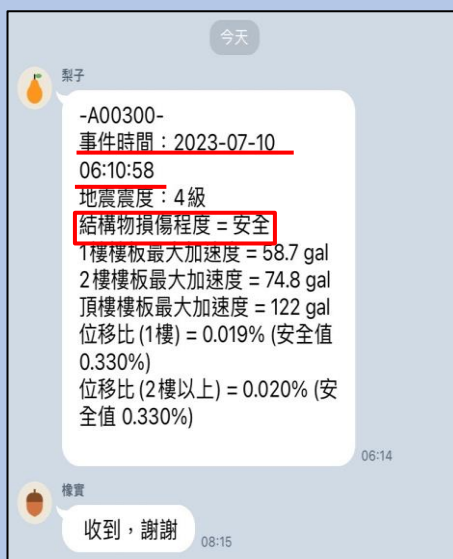 今天
梨子
-A00300-
事件時間：2023-07-10
06:10:58
地震震度：4級
結構物損傷程度 = 安全
1樓樓板最大加速度 = 58.7 gal
2樓樓板最大加速度 = 74.8 gal
頂樓樓板最大加速度 = 122 gal
位移比 (1樓) = 0.019% (安全值
0.330%)
位移比 (2樓以上) = 0.020% (安
全值 0.330%)
06:14
橡實
收到，謝謝
08:15